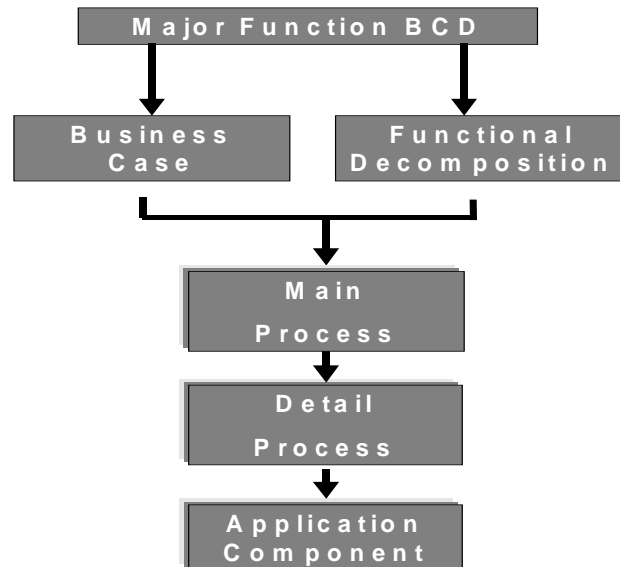 Major Function BCD
Business
Case
Functional
Decomposition
Main
Process
Detail
Process
Application
Component